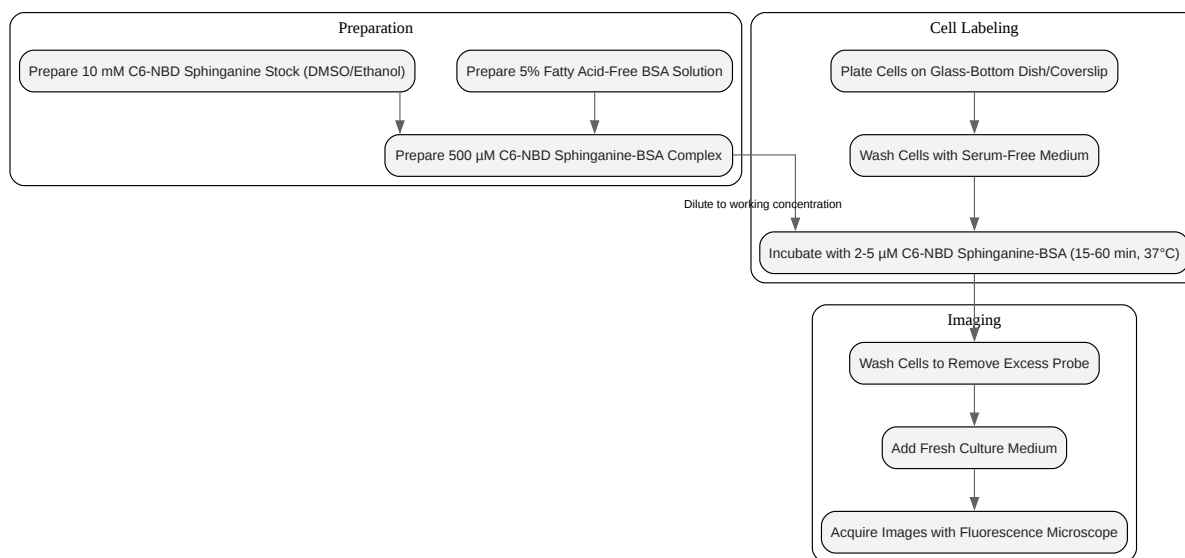 Preparation
Prepare 10 mM C6-NBD Sphinganine Stock (DMSO/Ethanol)
Prepare 5% Fatty Acid-Free BSA Solution
Prepare 500 µM C6-NBD Sphinganine-BSA Complex
Dilute to working concentration
Cell Labeling
Plate Cells on Glass-Bottom Dish/Coverslip
Wash Cells with Serum-Free Medium
Incubate with 2-5 µM C6-NBD Sphinganine-BSA (15-60 min, 37°C)
Imaging
Wash Cells to Remove Excess Probe
Add Fresh Culture Medium
Acquire Images with Fluorescence Microscope